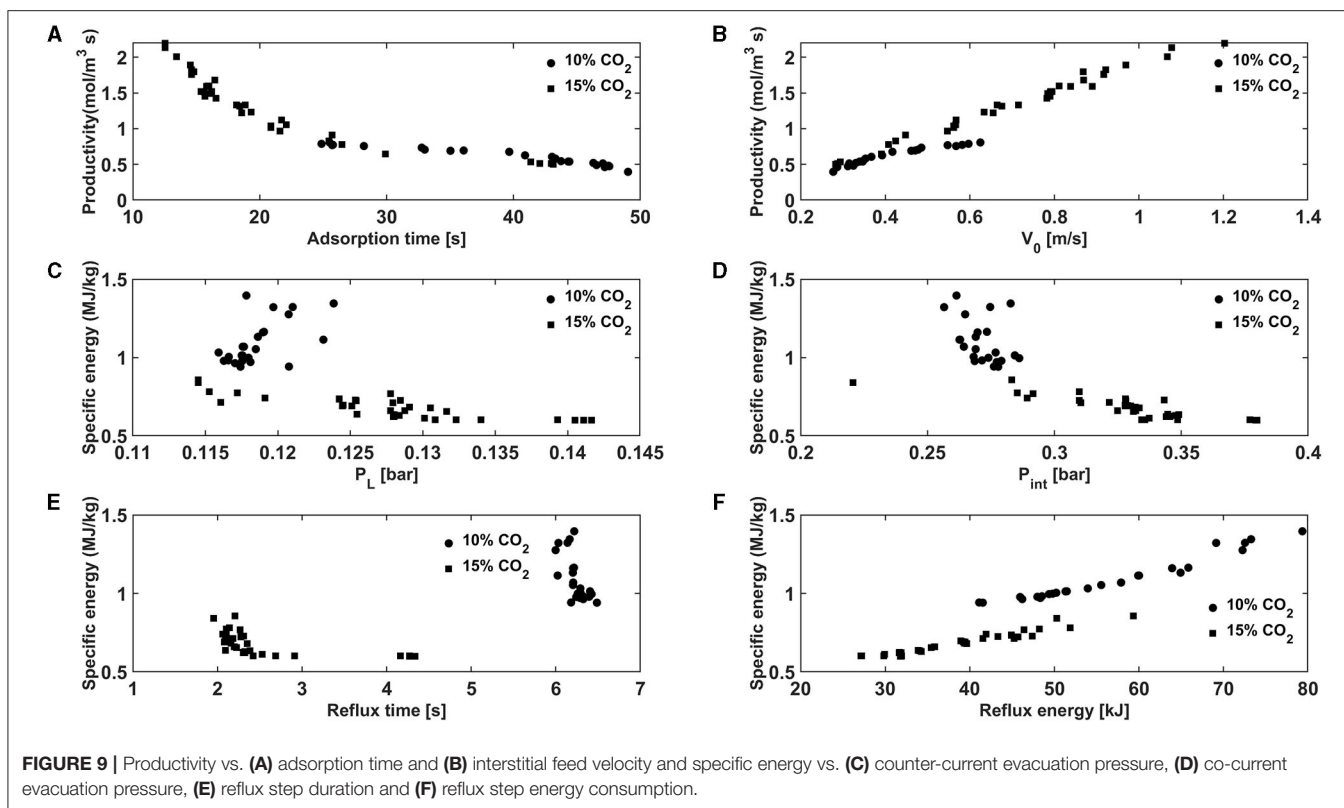 A
Productivity(mol/m³ s)
2
1.5
1
0.5
0
10 20 30 40 50
Adsorption time [s]
10% CO₂
15% CO₂
B
Productivity (mol/m³ s)
2
1.5
1
0.5
0
0.2 0.4 0.6 0.8 1 1.2 1.4
V₀ [m/s]
10% CO₂
15% CO₂
C
Specific energy (MJ/kg)
1.5
1
0.5
0.11 0.115 0.12 0.125 0.13 0.135 0.14 0.145
P_L [bar]
10% CO₂
15% CO₂
D
Specific energy (MJ/kg)
1.5
1
0.5
0.2 0.25 0.3 0.35 0.4
P_int [bar]
10% CO₂
15% CO₂
E
Specific energy (MJ/kg)
1.5
1
0.5
1 2 3 4 5 6 7
Reflux time [s]
10% CO₂
15% CO₂
F
Specific energy (MJ/kg)
1.5
1
0.5
20 30 40 50 60 70 80
Reflux energy [kJ]
10% CO₂
15% CO₂
FIGURE 9 | Productivity vs. (A) adsorption time and (B) interstitial feed velocity and specific energy vs. (C) counter-current evacuation pressure, (D) co-current
evacuation pressure, (E) reflux step duration and (F) reflux step energy consumption.